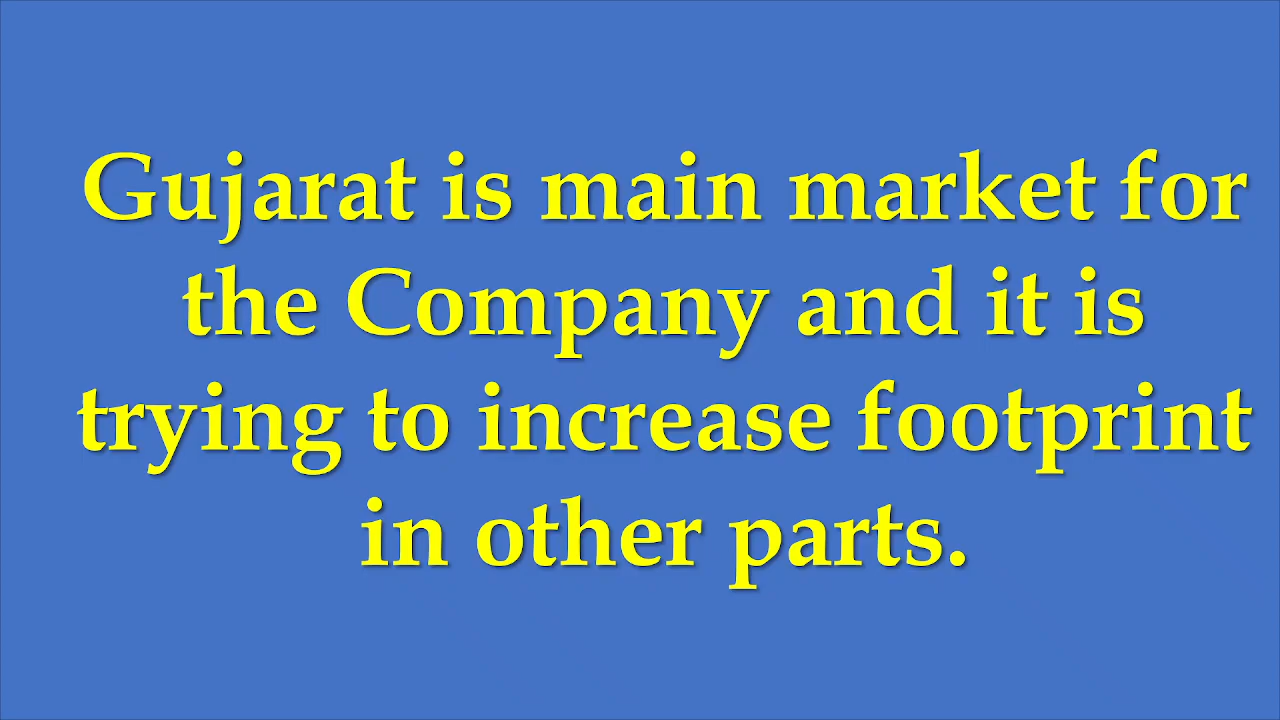 Gujarat is main market for
the Company and it is
trying to increase footprint
in other parts.